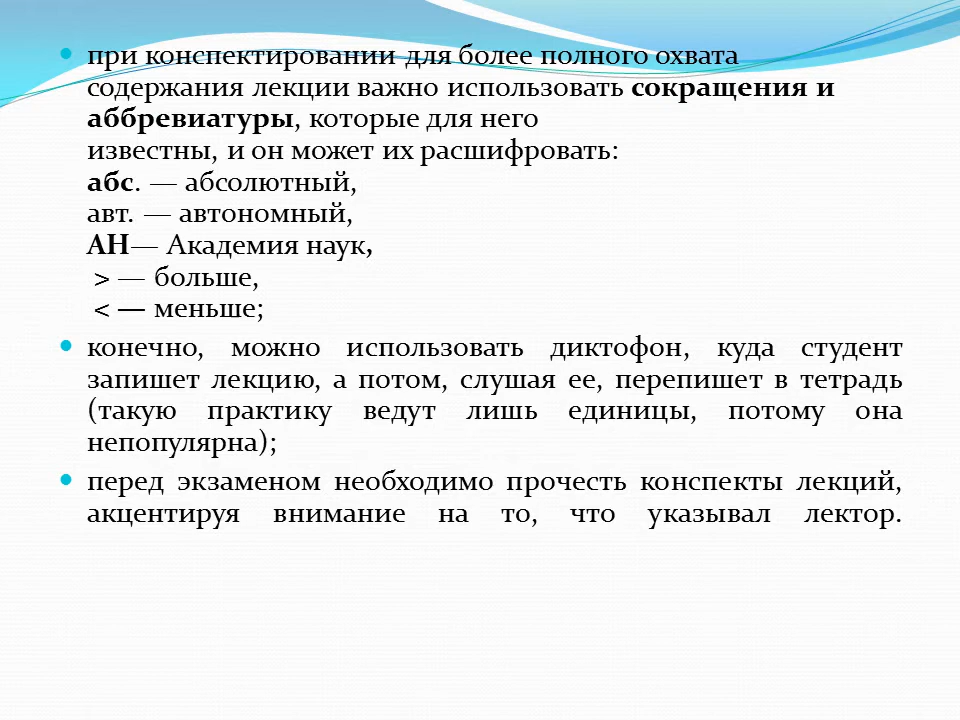 при конспектировании для более полного охвата
содержания лекции важно использовать сокращения и
аббревиатуры, которые для него
известны, и он может их расшифровать:
абс. — абсолютный,
авт. — автономный,
АН— Академия наук,
> — больше,
< — меньше;
конечно, можно использовать диктофон, куда студент
запишет лекцию, а потом, слушая ее, перепишет в тетрадь
(такую практику ведут лишь единицы, потому она
непопулярна);
перед экзаменом необходимо прочесть конспекты лекций,
акцентируя внимание на то, что указывал лектор.